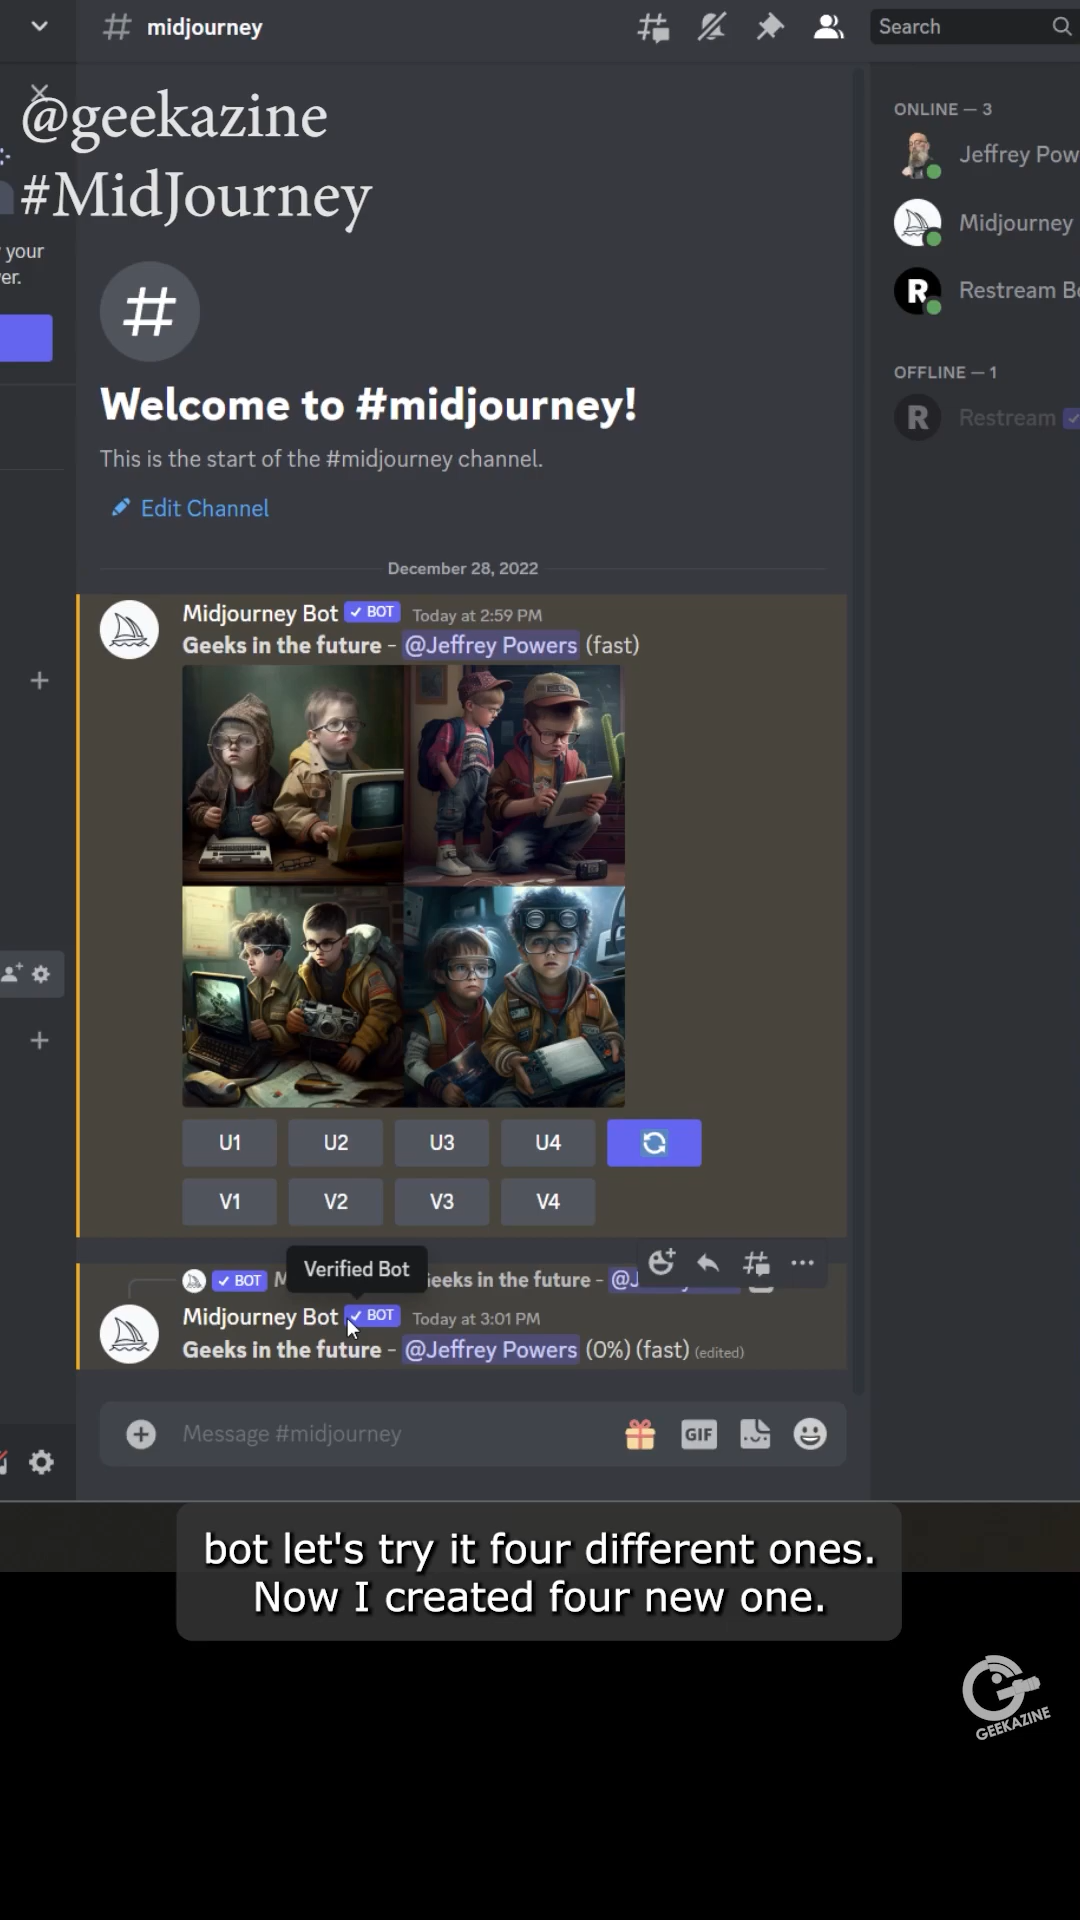 # midjourney
Search
@geekazine
#MidJourney
your
er.
ONLINE — 3
Jeffrey Pow
Midjourney
R Restream Bo
OFFLINE — 1
R Restream
#
Welcome to #midjourney!
This is the start of the #midjourney channel.
Edit Channel
December 28, 2022
Midjourney Bot BOT Today at 2:59 PM
Geeks in the future - @Jeffrey Powers (fast)
U1 U2 U3 U4
V1 V2 V3 V4
Verified Bot
BOT M eeks in the future - @J
Midjourney Bot BOT Today at 3:01 PM
Geeks in the future - @Jeffrey Powers (0%) (fast) (edited)
Message #midjourney
GIF
bot let's try it four different ones.
Now I created four new one.
GEEKAZINE